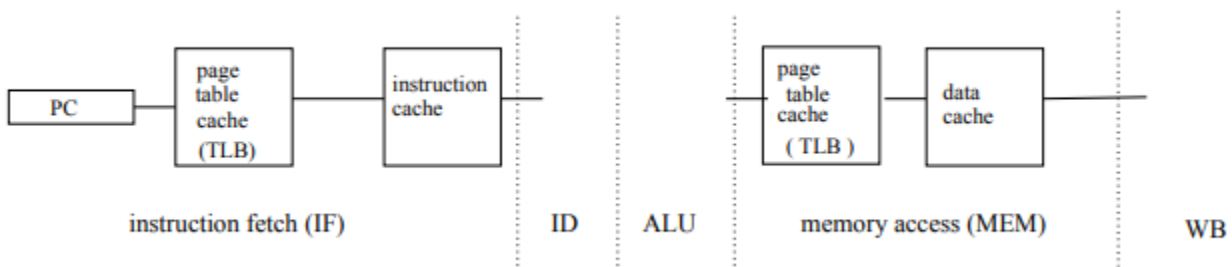 PC
page
table
cache
(TLB)
instruction
cache
page
table
cache
( TLB )
data
cache
instruction fetch (IF)
ID
ALU
memory access (MEM)
WB